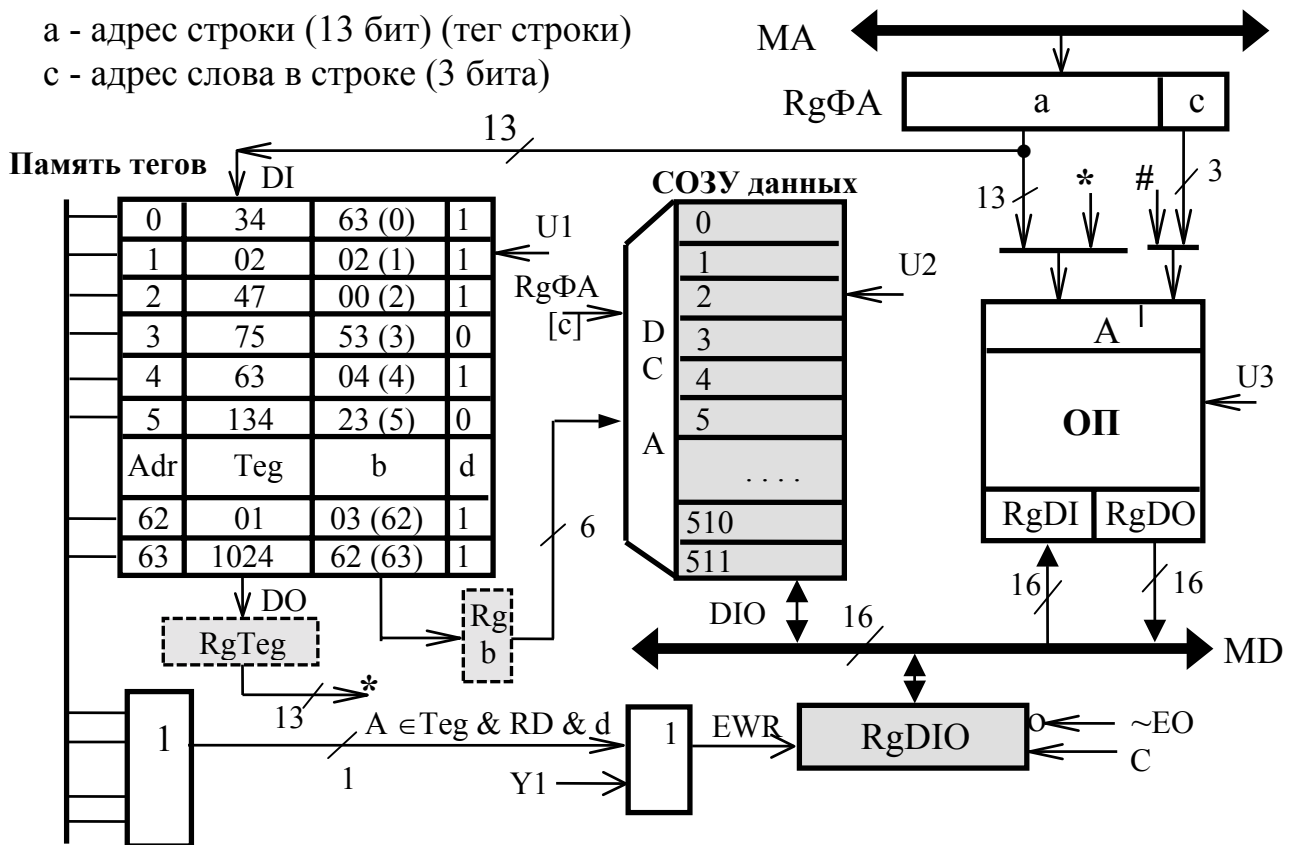 a - адрес строки (13 бит) (тег строки)
c - адрес слова в строке (3 бита)
MA
RgФА
a
c
13
Память тегов
DI
СОЗУ данных
13
*
#
3
0 34 63 (0) 1
1 02 02 (1) 1
2 47 00 (2) 1
3 75 53 (3) 0
4 63 04 (4) 1
5 134 23 (5) 0
Adr Teg b d
62 01 03 (62) 1
63 1024 62 (63) 1
U1
RgФА
[c]
D
C
A
0
1
2
3
4
5
. . . .
510
511
U2
A
ОП
U3
RgDI
RgDO
6
DO
RgTeg
Rg
b
DIO
16
16
16
MD
13
*
1
A ∈Teg & RD & d
1
Y1
1
EWR
RgDIO
o
~EO
C